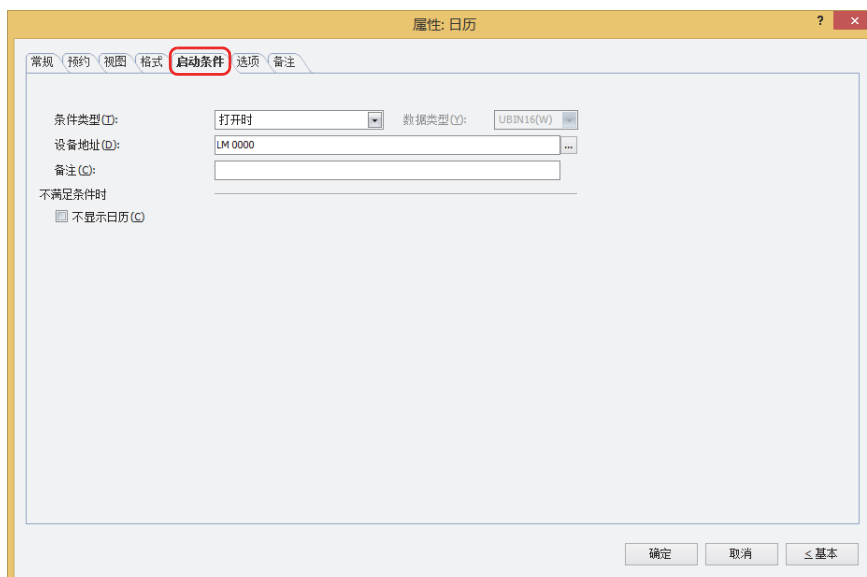 属性: 日历
?
×
常规 预约 视图 格式 启动条件 选项 备注
条件类型(T): 打开时 数据类型(Y): UBIN16(W)
设备地址(D): LM 0000 ...
备注(C):
不满足条件时
不显示日历(C)
确定 取消 ≤基本